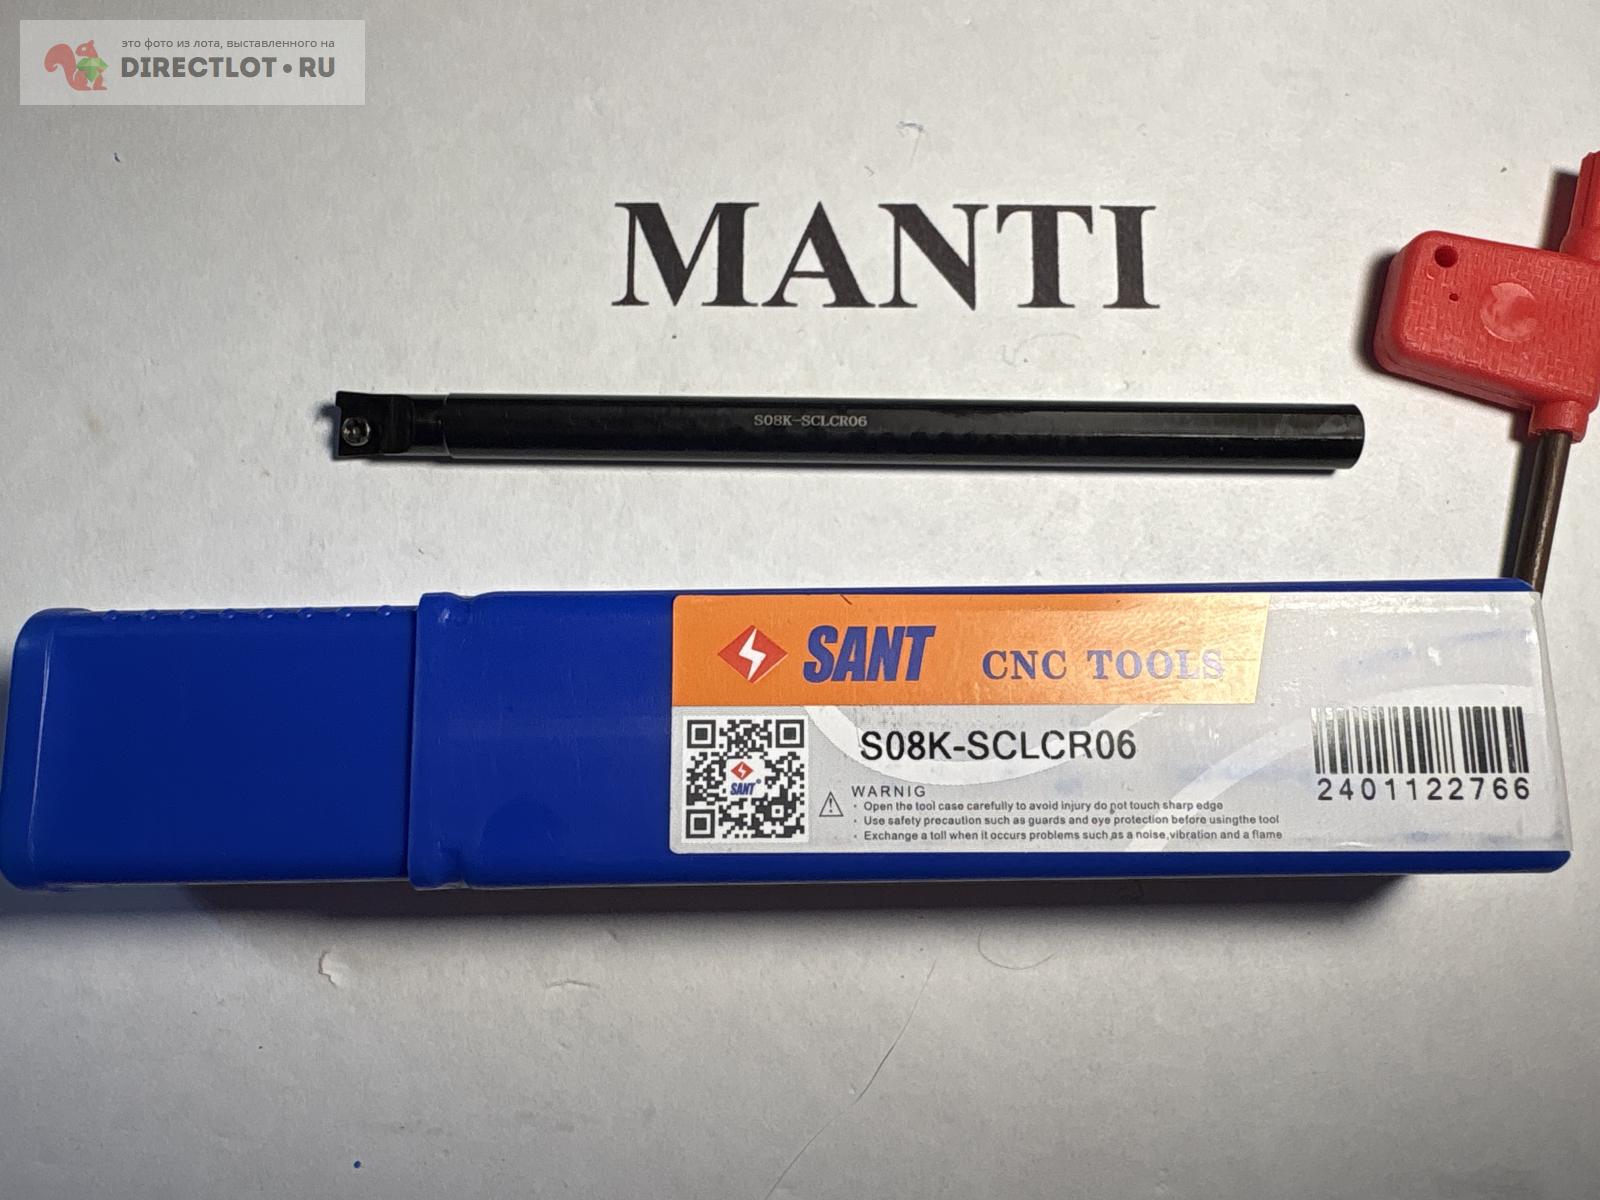 это фото из лота, выставленного на
DIRECTLOT•RU
MANTI
S08K-SCLCR06
SANT CNC TOOLS
S08K-SCLCR06
SANT
2401122766
WARNIG
• Open the tool case carefully to avoid injury do not touch sharp edge
• Use safety precaution such as guards and eye protection before usingthe tool
• Exchange a toll when it occurs problems such as a noise,vibration and a flame